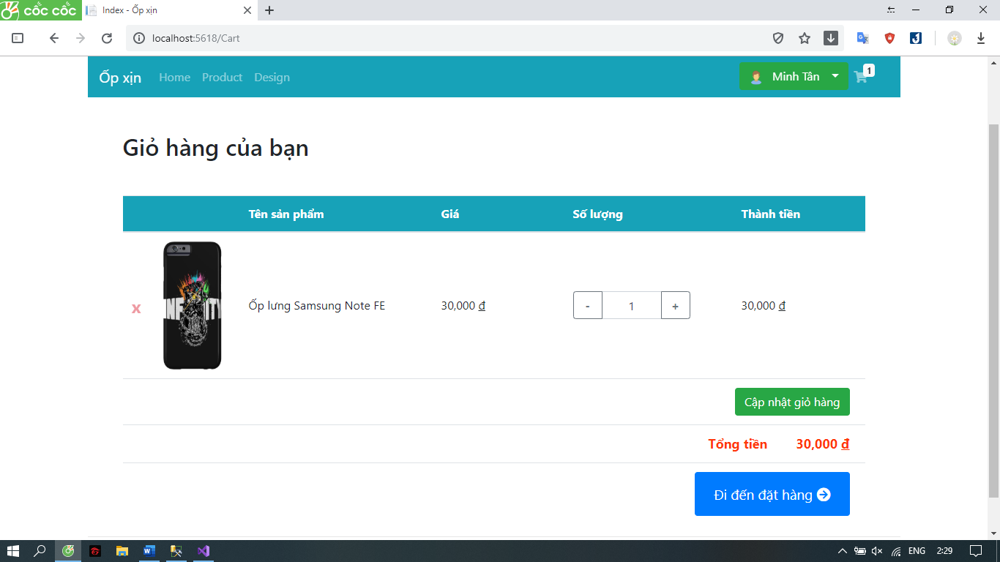 cốc cốc
Index - Ốp xịn
localhost:5618/Cart
Ốp xịn Home Product Design Minh Tân 1
Giỏ hàng của bạn
Tên sản phẩm Giá Số lượng Thành tiền
x NFINITY Ốp lưng Samsung Note FE 30,000 ₫ - 1 + 30,000 ₫
Cập nhật giỏ hàng
Tổng tiền 30,000 ₫
Đi đến đặt hàng
ENG 2:29